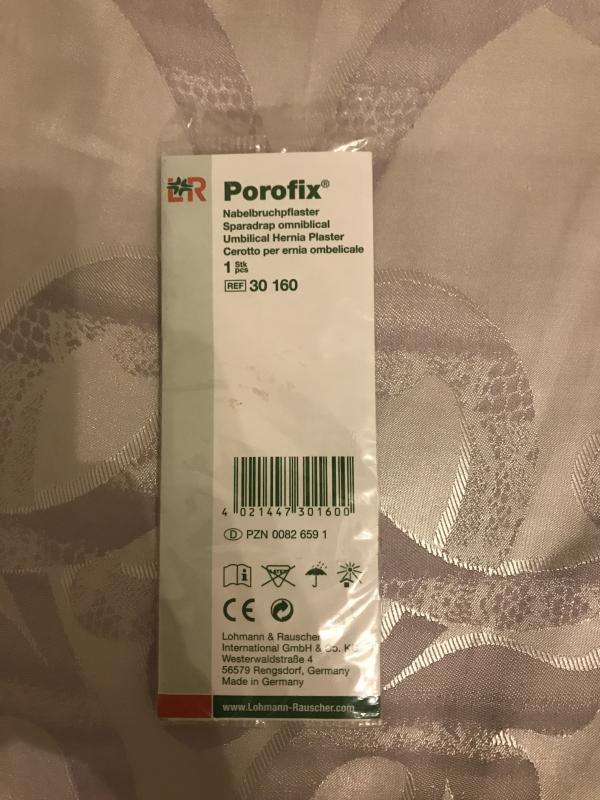 L&R
Porofix®
Nabelbruchpflaster
Sparadrap omniblical
Umbilical Hernia Plaster
Cerotto per ernia ombelicale
1 Stk pcs
REF 30 160
4 021447 301600
D PZN 0082 659 1
LATEX
CE
Lohmann & Rauscher
International GmbH & Co. KG
Westerwaldstraße 4
56579 Rengsdorf, Germany
Made in Germany
www.Lohmann-Rauscher.com